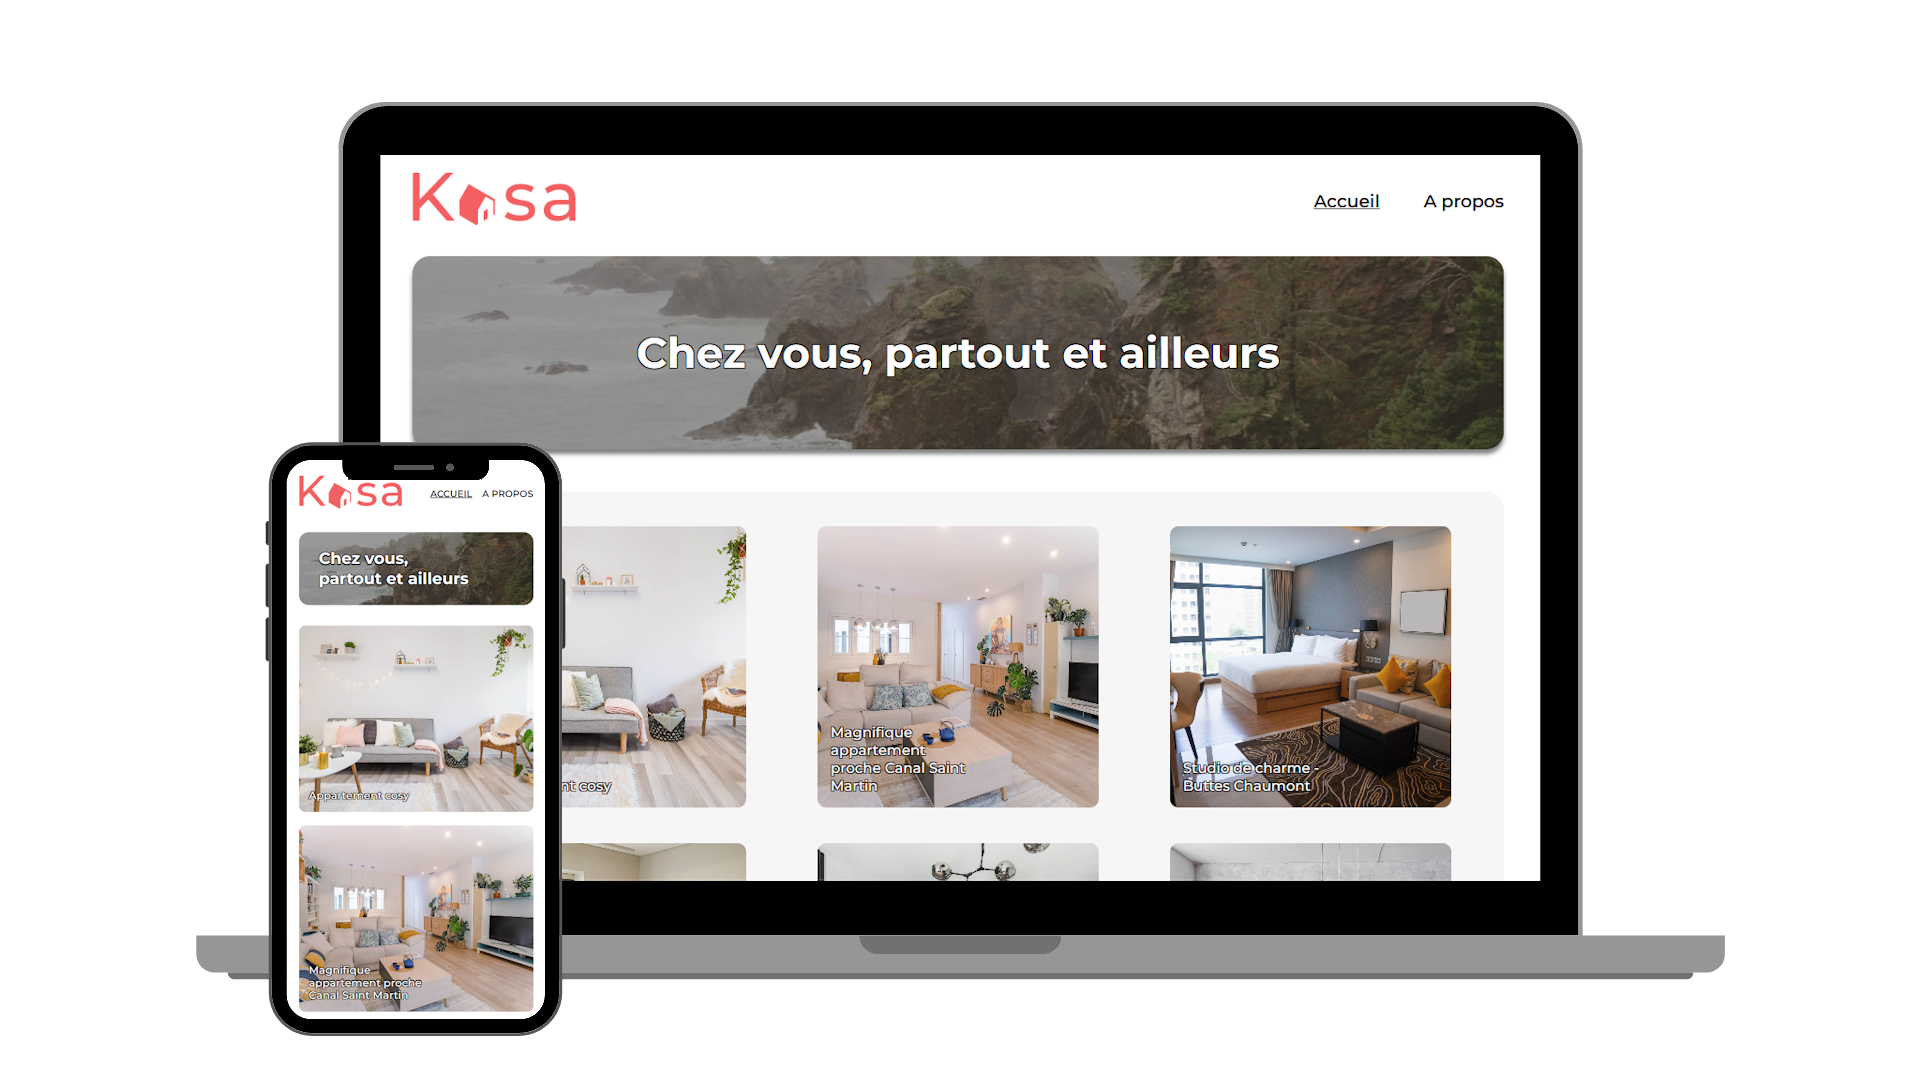 Kasa
Accueil
A propos
Chez vous, partout et ailleurs
nt cosy
Magnifique
appartement
proche Canal Saint
Martin
Studio de charme -
Buttes Chaumont
Kasa
ACCUEIL
A PROPOS
Chez vous,
partout et ailleurs
Appartement cosy
Magnifique
appartement proche
Canal Saint Martin